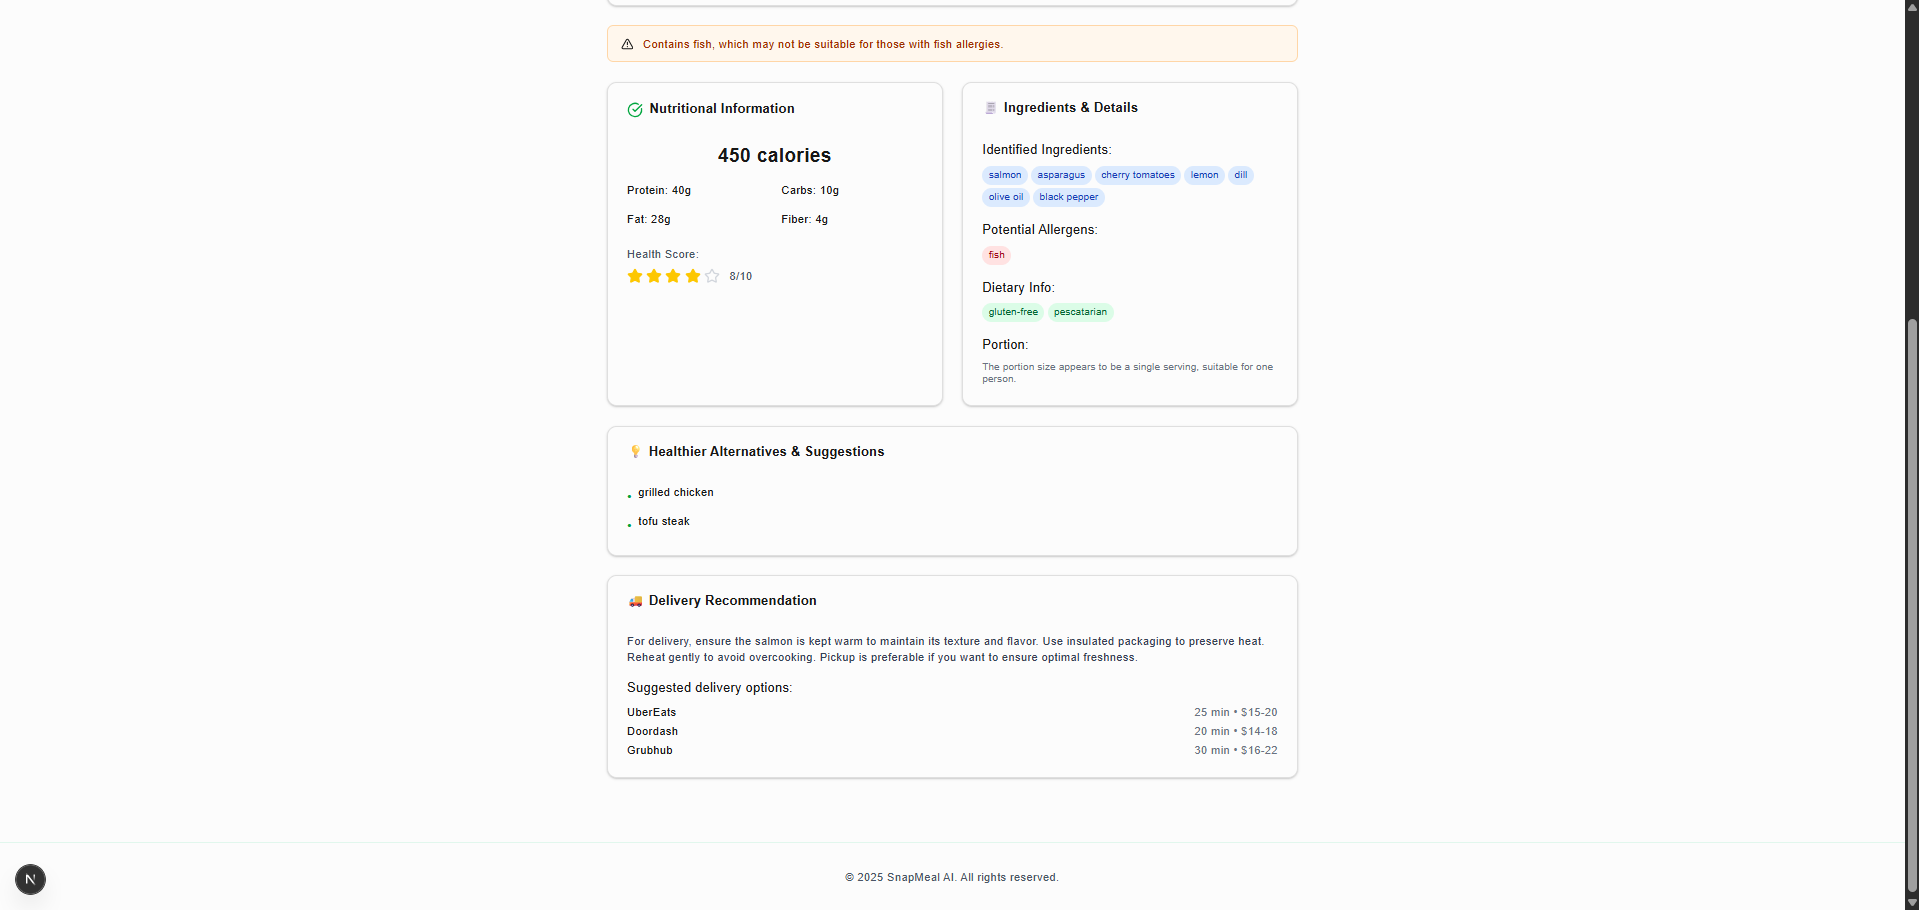 Contains fish, which may not be suitable for those with fish allergies.
Nutritional Information
450 calories
Protein: 40g
Carbs: 10g
Fat: 28g
Fiber: 4g
Health Score:
8/10
Ingredients & Details
Identified Ingredients:
salmon asparagus cherry tomatoes lemon dill
olive oil black pepper
Potential Allergens:
fish
Dietary Info:
gluten-free pescatarian
Portion:
The portion size appears to be a single serving, suitable for one
person.
Healthier Alternatives & Suggestions
• grilled chicken
• tofu steak
Delivery Recommendation
For delivery, ensure the salmon is kept warm to maintain its texture and flavor. Use insulated packaging to preserve heat.
Reheat gently to avoid overcooking. Pickup is preferable if you want to ensure optimal freshness.
Suggested delivery options:
UberEats 25 min • $15-20
Doordash 20 min • $14-18
Grubhub 30 min • $16-22
N
© 2025 SnapMeal AI. All rights reserved.